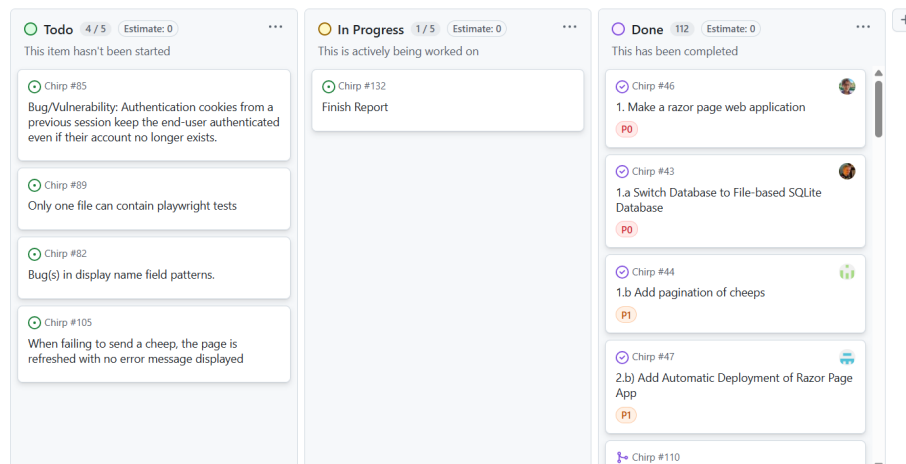 Todo 4 / 5 Estimate: 0 ...
This item hasn't been started
Chirp #85
Bug/Vulnerability: Authentication cookies from a
previous session keep the end-user authenticated
even if their account no longer exists.
Chirp #89
Only one file can contain playwright tests
Chirp #82
Bug(s) in display name field patterns.
Chirp #105
When failing to send a cheep, the page is
refreshed with no error message displayed
In Progress 1 / 5 Estimate: 0 ...
This is actively being worked on
Chirp #132
Finish Report
Done 112 Estimate: 0 ...
This has been completed
Chirp #46
1. Make a razor page web application
P0
Chirp #43
1.a Switch Database to File-based SQLite
Database
P0
Chirp #44
1.b Add pagination of cheeps
P1
Chirp #47
2.b) Add Automatic Deployment of Razor Page
App
P1
Chirp #110
+